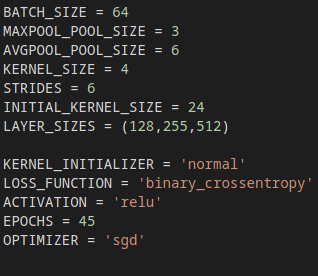 BATCH_SIZE = 64
MAXPOOL_POOL_SIZE = 3
AVGPOOL_POOL_SIZE = 6
KERNEL_SIZE = 4
STRIDES = 6
INITIAL_KERNEL_SIZE = 24
LAYER_SIZES = (128,255,512)
KERNEL_INITIALIZER = 'normal'
LOSS_FUNCTION = 'binary_crossentropy'
ACTIVATION = 'relu'
EPOCHS = 45
OPTIMIZER = 'sgd'